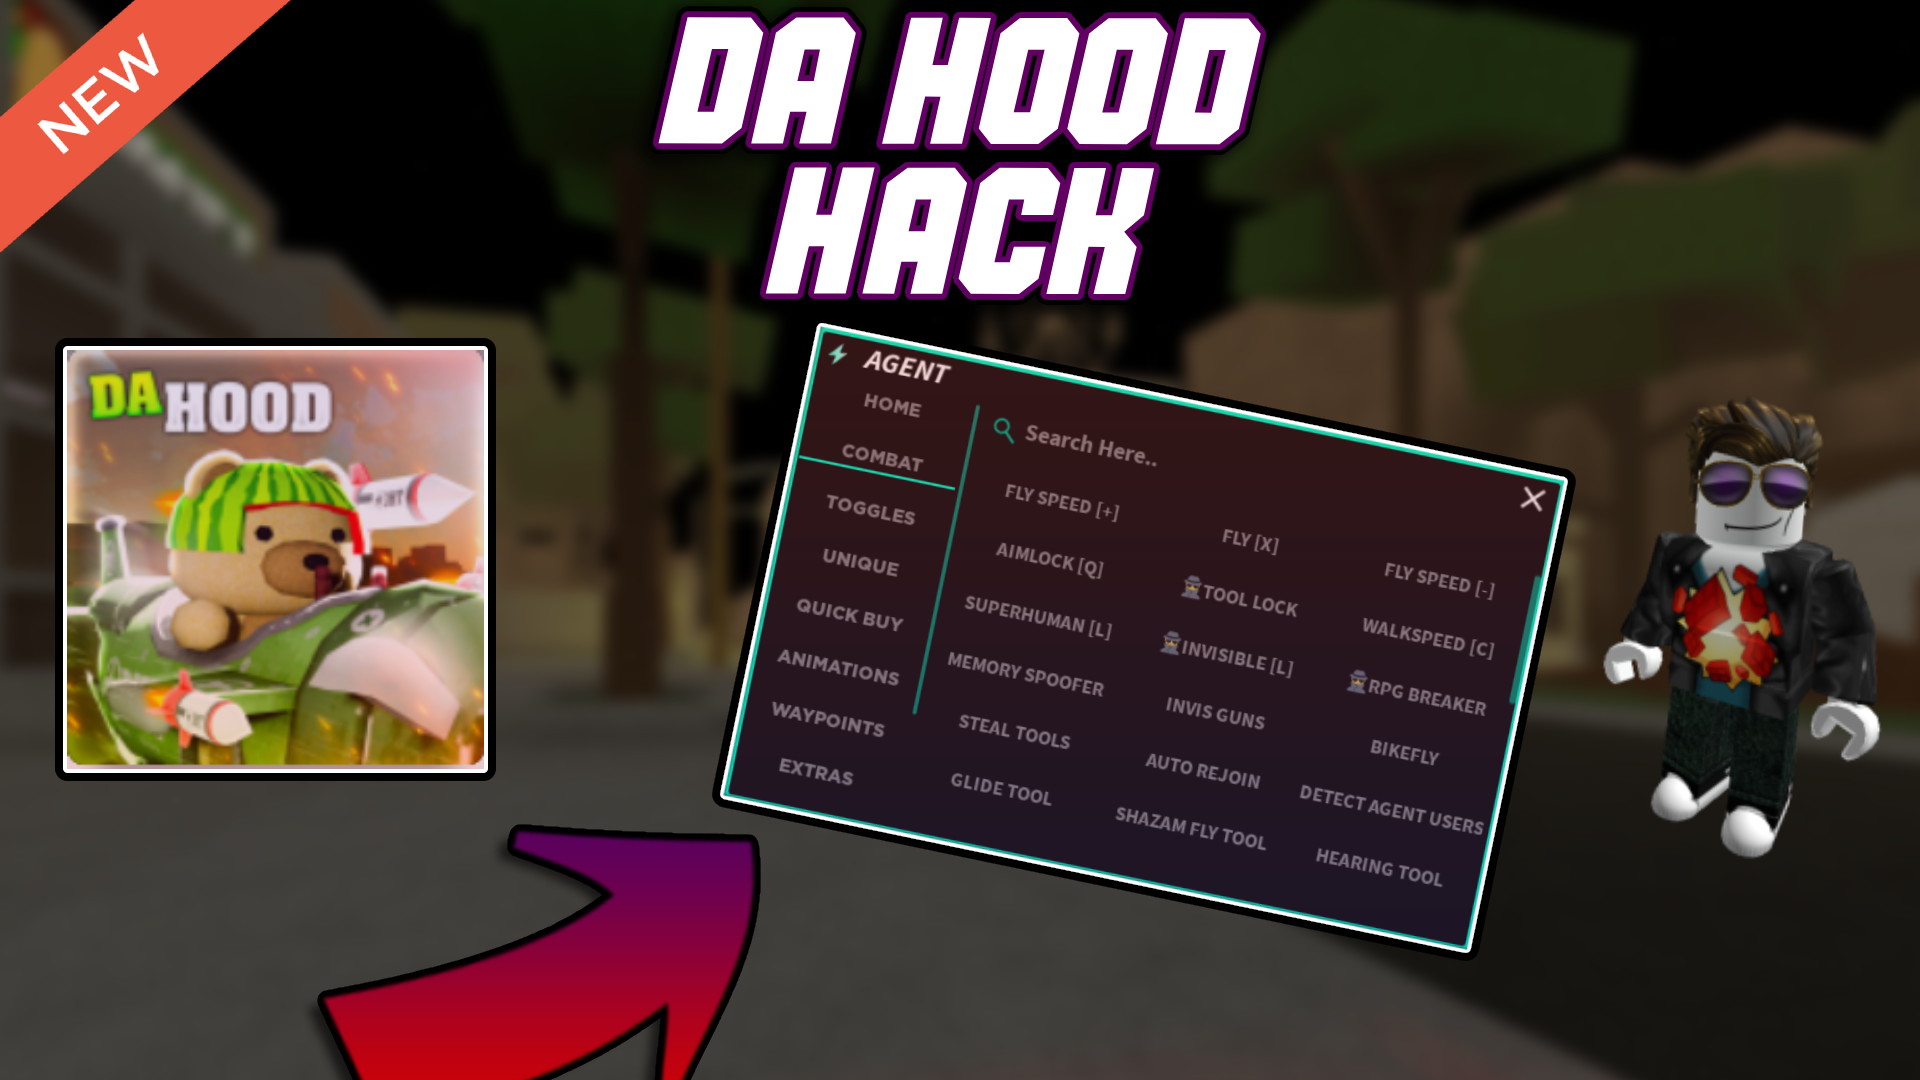 NEW
DA HOOD
HACK
DA HOOD
AGENT
HOME
COMBAT
TOGGLES
UNIQUE
QUICK BUY
ANIMATIONS
WAYPOINTS
EXTRAS
Search Here..
FLY SPEED [+]
FLY [X]
FLY SPEED [-]
AIMLOCK [Q]
TOOL LOCK
WALKSPEED [C]
SUPERHUMAN [L]
INVISIBLE [L]
RPG BREAKER
MEMORY SPOOFER
INVIS GUNS
BIKEFLY
STEAL TOOLS
AUTO REJOIN
DETECT AGENT USERS
GLIDE TOOL
SHAZAM FLY TOOL
HEARING TOOL